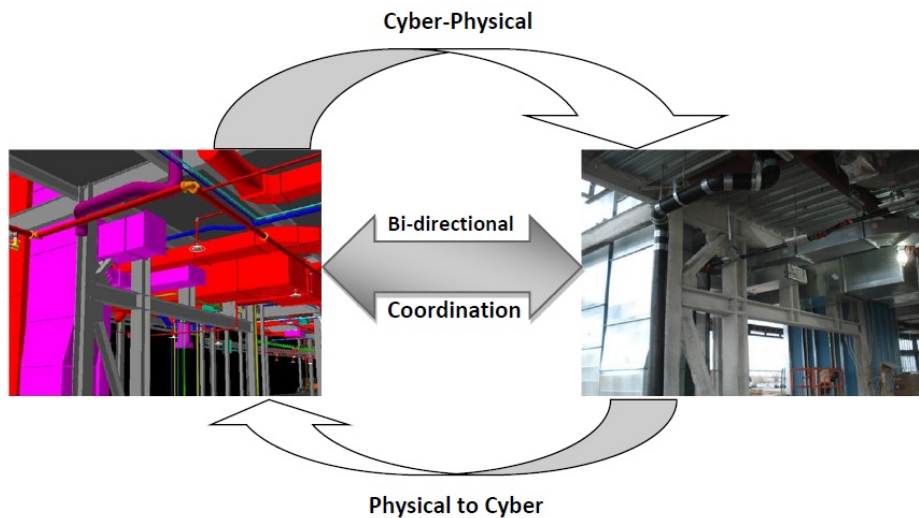 Cyber-Physical
Bi-directional
Coordination
Physical to Cyber